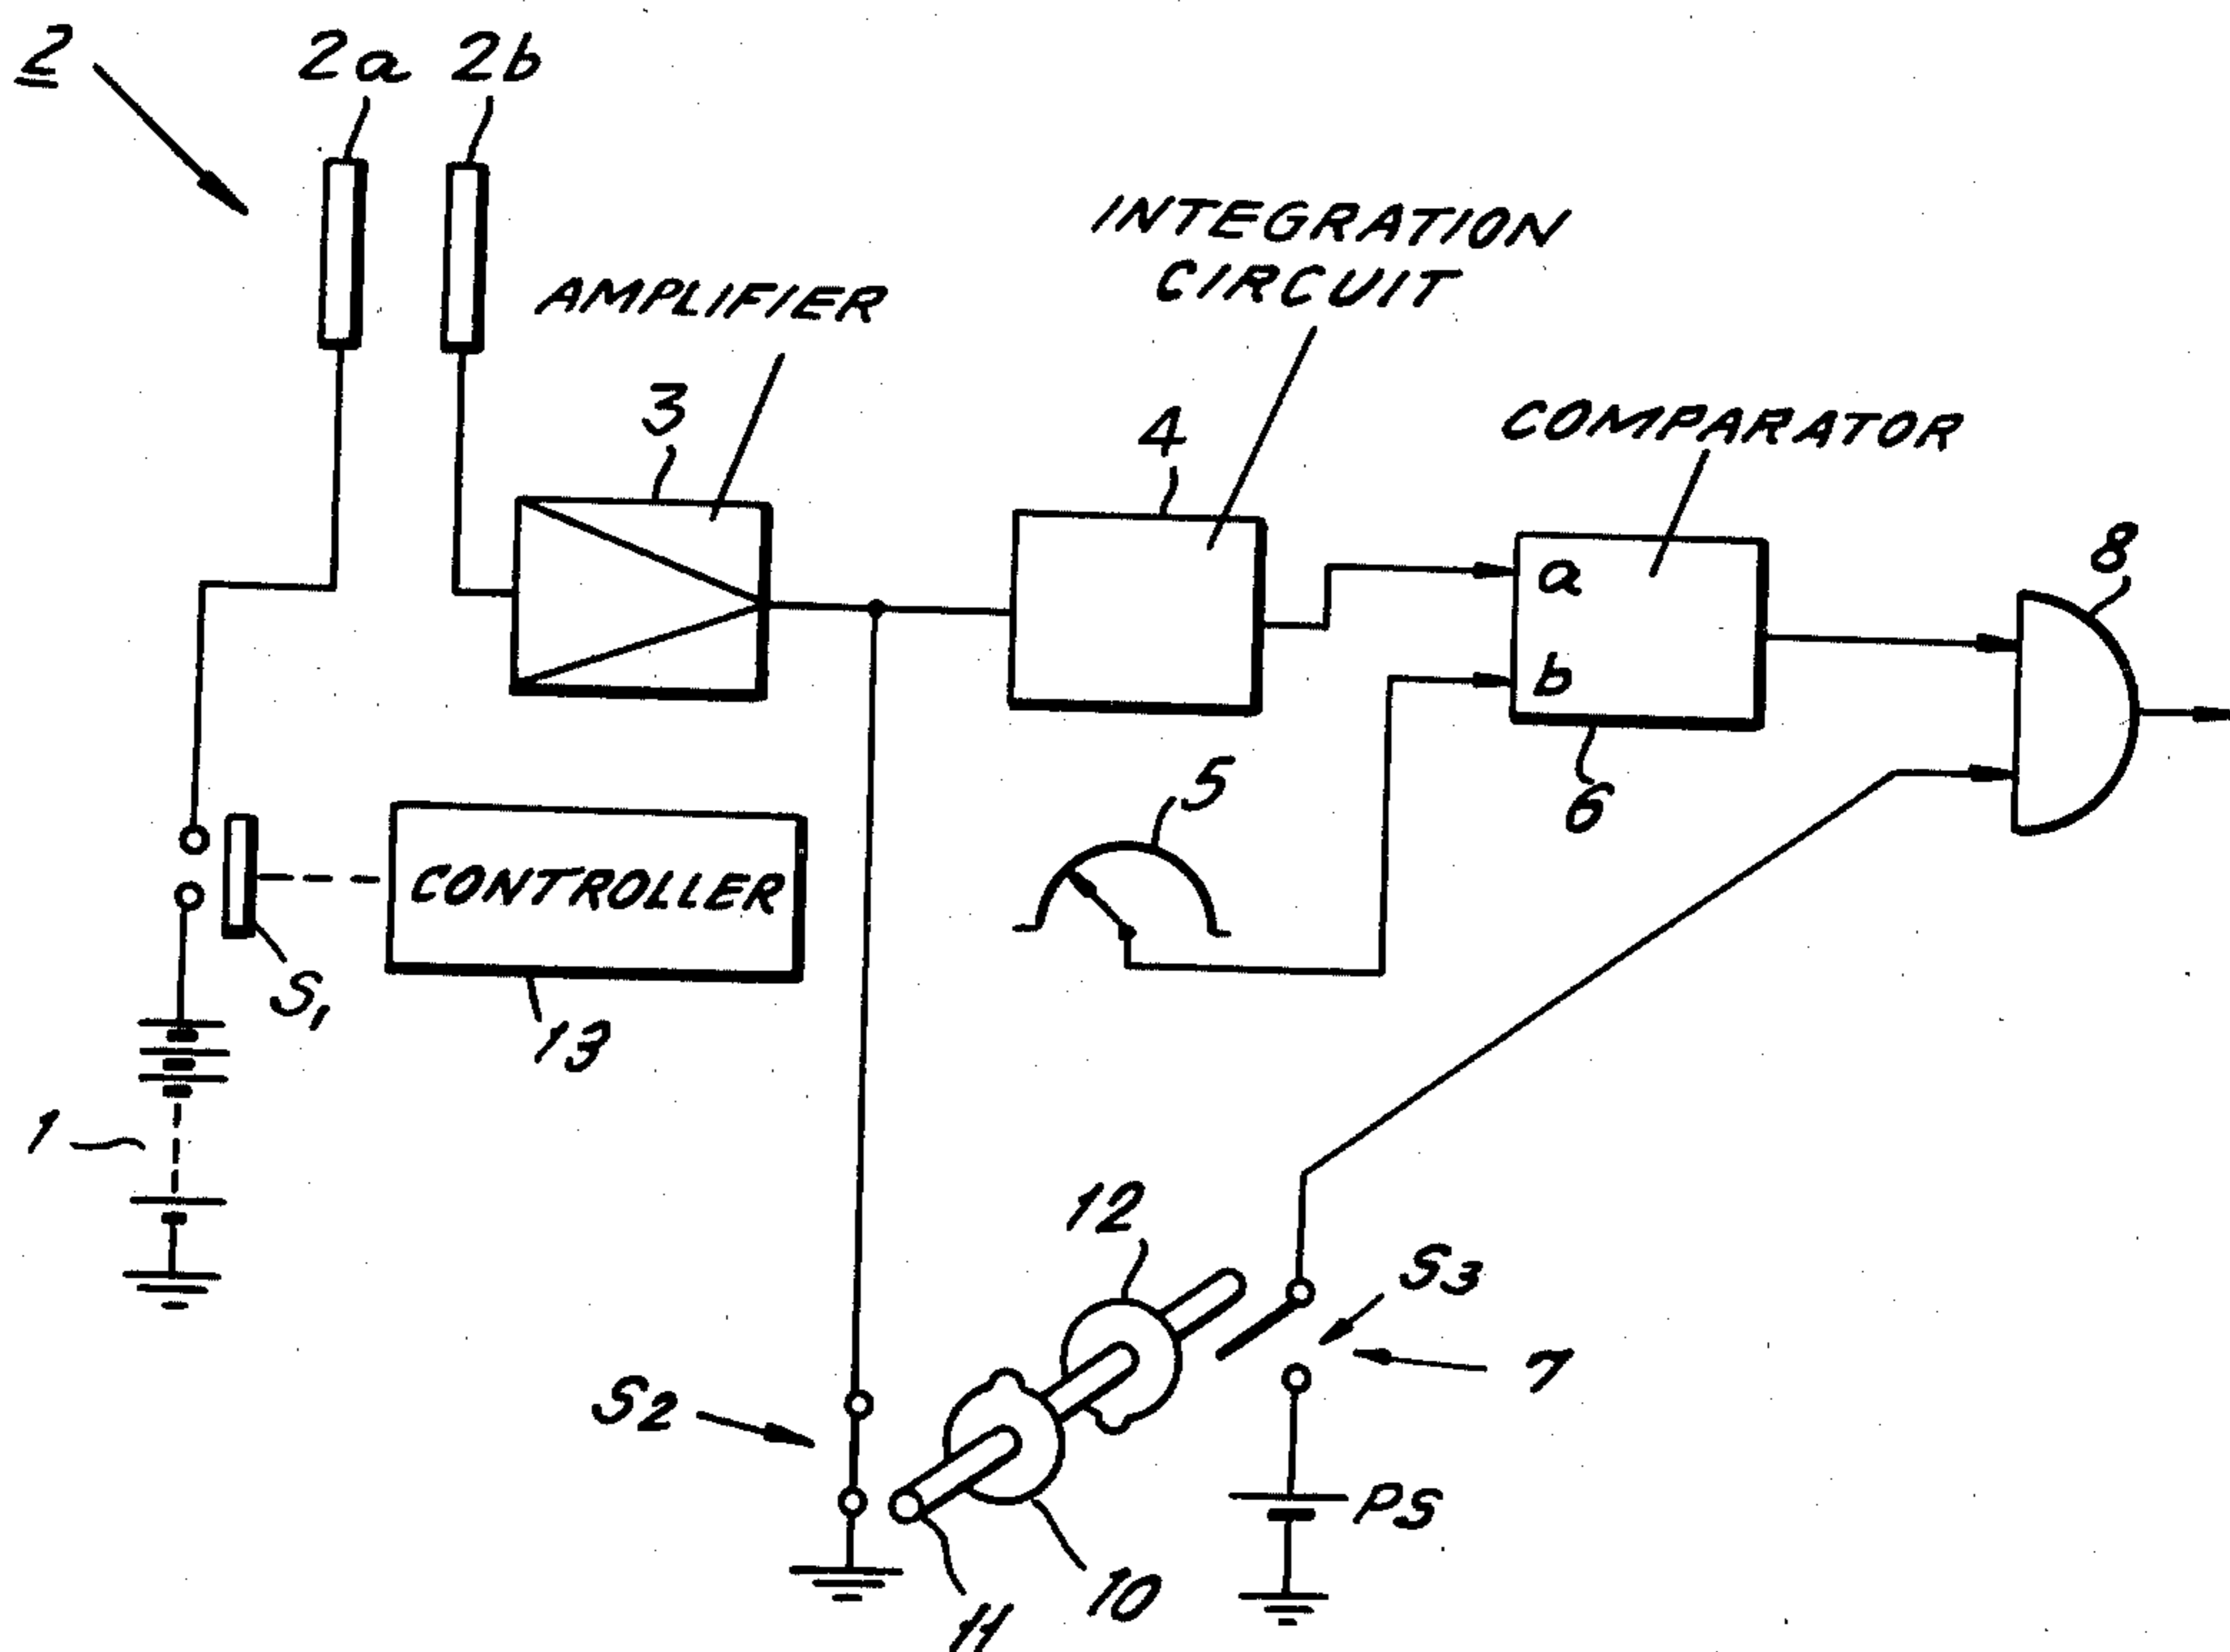 2
2a 2b
INTEGRATION
CIRCUIT
AMPLIFIER
3
4
COMPARATOR
a
8
b
5
6
CONTROLLER
S1
13
1
12
S3
S2
7
PS
10
11